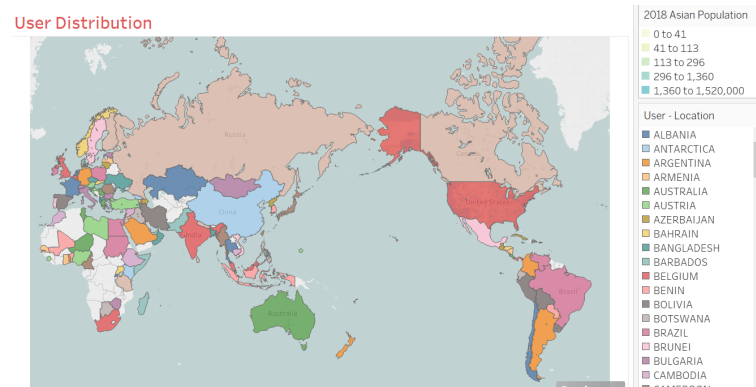 User Distribution
Russia
China
India
Australia
United States
Brazil
2018 Asian Population
0 to 41
41 to 113
113 to 296
296 to 1,360
1,360 to 1,520,000
User - Location
ALBANIA
ANTARCTICA
ARGENTINA
ARMENIA
AUSTRALIA
AUSTRIA
AZERBAIJAN
BAHRAIN
BANGLADESH
BARBADOS
BELGIUM
BENIN
BOLIVIA
BOTSWANA
BRAZIL
BRUNEI
BULGARIA
CAMBODIA